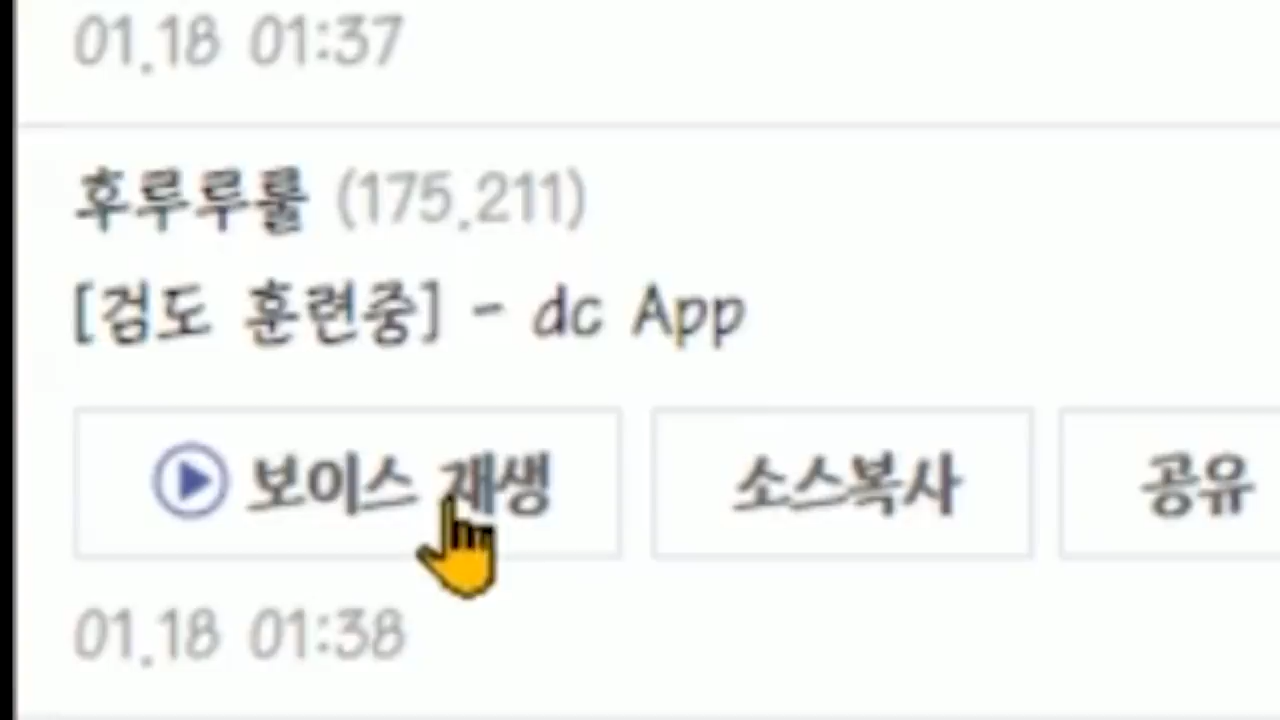 01.18 01:37
후루루룰 (175.211)
[검도 훈련중] - dc App
보이스 재생 소스복사 공유
01.18 01:38